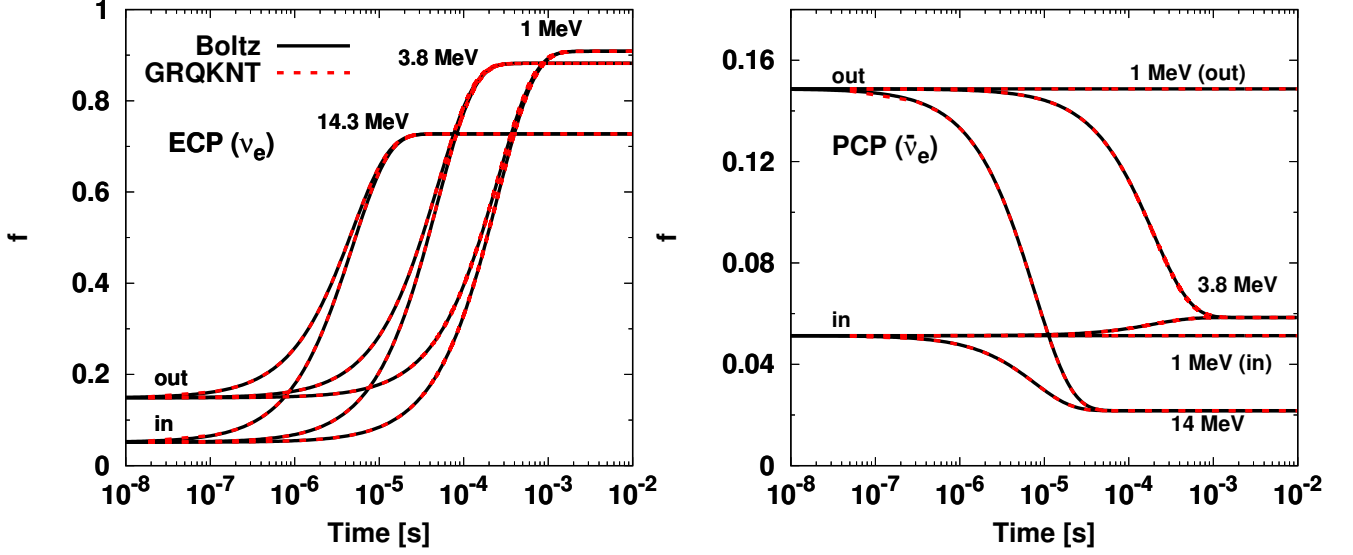 1
0.8
0.6
0.4
0.2
0
f
Boltz
GRQKNT
ECP (νe)
1 MeV
3.8 MeV
14.3 MeV
out
in
10-8 10-7 10-6 10-5 10-4 10-3 10-2
Time [s]
0.16
0.12
0.08
0.04
0
f
out
1 MeV (out)
PCP (ν̄e)
3.8 MeV
in
1 MeV (in)
14 MeV
10-8 10-7 10-6 10-5 10-4 10-3 10-2
Time [s]